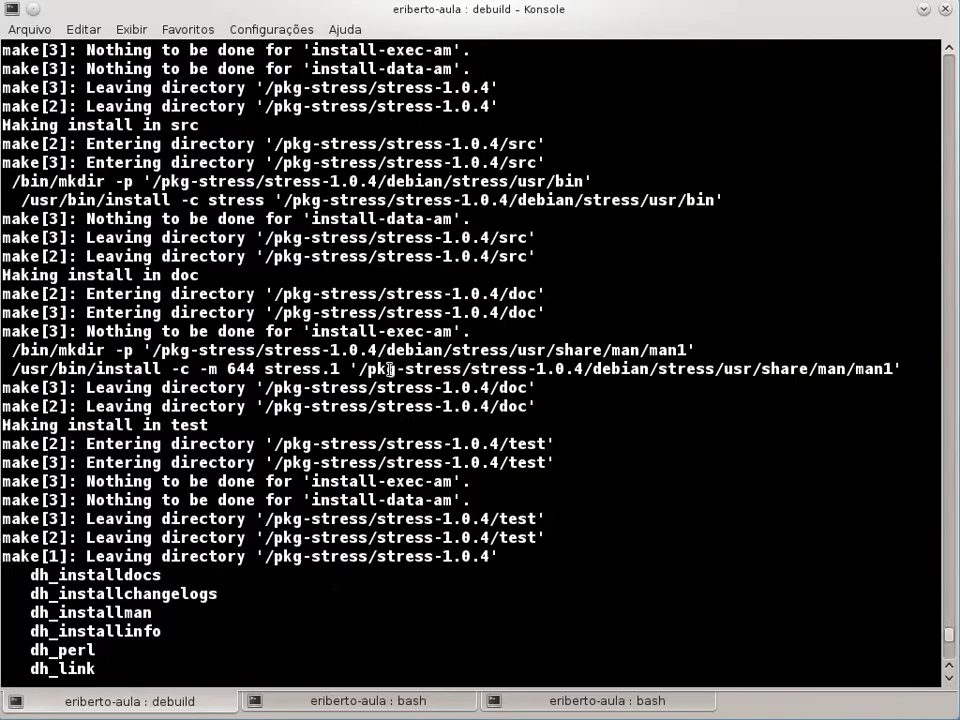 eriberto-aula : debuild – Konsole
Arquivo Editar Exibir Favoritos Configurações Ajuda
make[3]: Nothing to be done for 'install-exec-am'.
make[3]: Nothing to be done for 'install-data-am'.
make[3]: Leaving directory '/pkg-stress/stress-1.0.4'
make[2]: Leaving directory '/pkg-stress/stress-1.0.4'
Making install in src
make[2]: Entering directory '/pkg-stress/stress-1.0.4/src'
make[3]: Entering directory '/pkg-stress/stress-1.0.4/src'
/bin/mkdir -p '/pkg-stress/stress-1.0.4/debian/stress/usr/bin'
/usr/bin/install -c stress '/pkg-stress/stress-1.0.4/debian/stress/usr/bin'
make[3]: Nothing to be done for 'install-data-am'.
make[3]: Leaving directory '/pkg-stress/stress-1.0.4/src'
make[2]: Leaving directory '/pkg-stress/stress-1.0.4/src'
Making install in doc
make[2]: Entering directory '/pkg-stress/stress-1.0.4/doc'
make[3]: Entering directory '/pkg-stress/stress-1.0.4/doc'
make[3]: Nothing to be done for 'install-exec-am'.
/bin/mkdir -p '/pkg-stress/stress-1.0.4/debian/stress/usr/share/man/man1'
/usr/bin/install -c -m 644 stress.1 '/pkg-stress/stress-1.0.4/debian/stress/usr/share/man/man1'
make[3]: Leaving directory '/pkg-stress/stress-1.0.4/doc'
make[2]: Leaving directory '/pkg-stress/stress-1.0.4/doc'
Making install in test
make[2]: Entering directory '/pkg-stress/stress-1.0.4/test'
make[3]: Entering directory '/pkg-stress/stress-1.0.4/test'
make[3]: Nothing to be done for 'install-exec-am'.
make[3]: Nothing to be done for 'install-data-am'.
make[3]: Leaving directory '/pkg-stress/stress-1.0.4/test'
make[2]: Leaving directory '/pkg-stress/stress-1.0.4/test'
make[1]: Leaving directory '/pkg-stress/stress-1.0.4'
dh_installdocs
dh_installchangelogs
dh_installman
dh_installinfo
dh_perl
dh_link
eriberto-aula : debuild eriberto-aula : bash eriberto-aula : bash